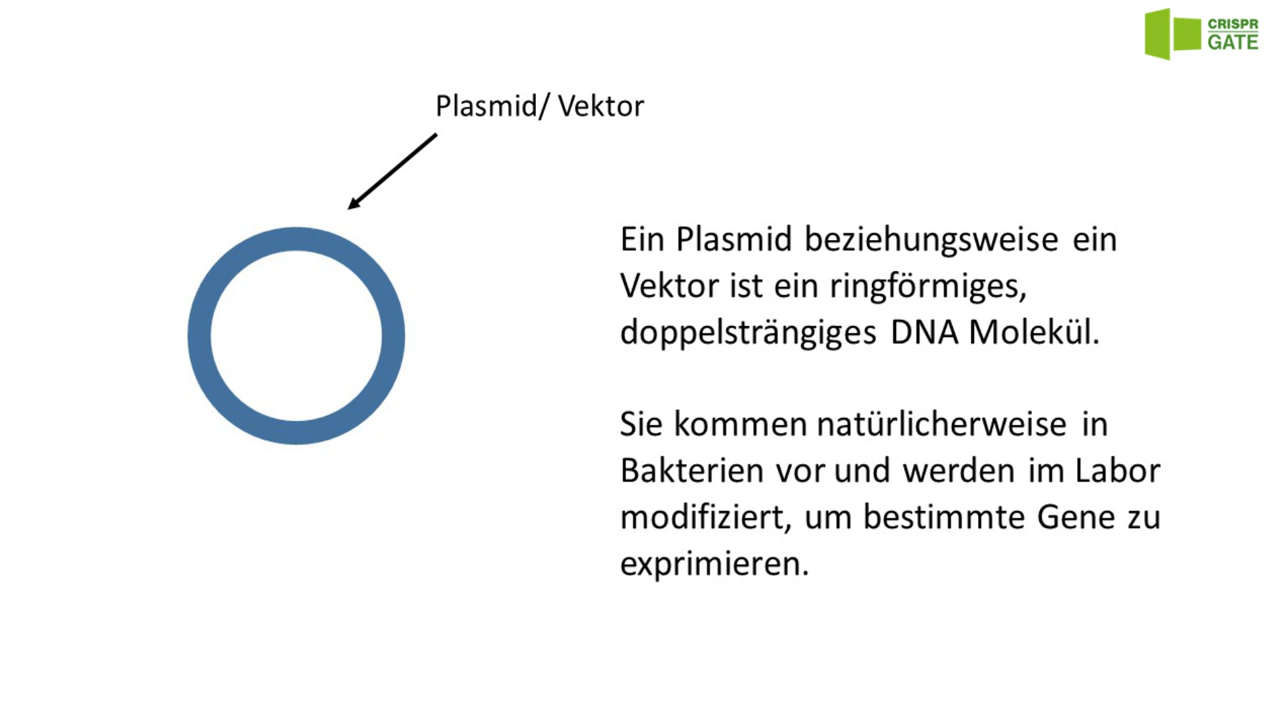 CRISPR
GATE
Plasmid/ Vektor
Ein Plasmid beziehungsweise ein
Vektor ist ein ringförmiges,
doppelsträngiges DNA Molekül.
Sie kommen natürlicherweise in
Bakterien vor und werden im Labor
modifiziert, um bestimmte Gene zu
exprimieren.